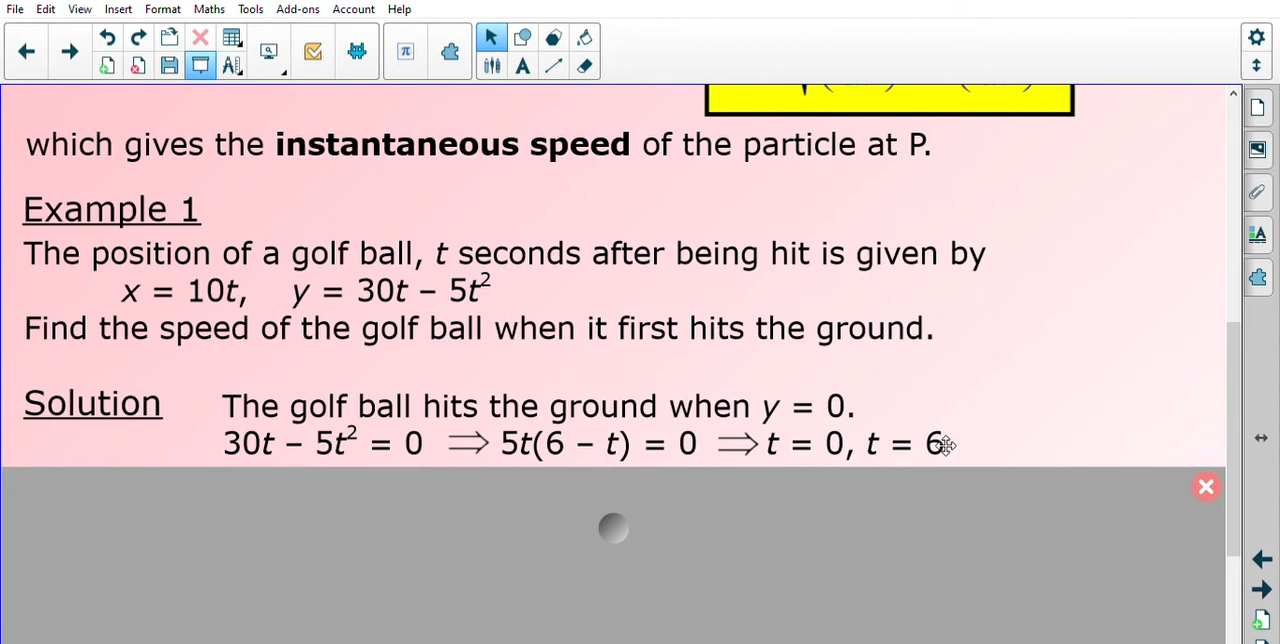 File Edit View Insert Format Maths Tools Add-ons Account Help
which gives the instantaneous speed of the particle at P.
Example 1
The position of a golf ball, t seconds after being hit is given by
x = 10t, y = 30t – 5t²
Find the speed of the golf ball when it first hits the ground.
Solution
The golf ball hits the ground when y = 0.
30t – 5t² = 0 ⇒ 5t(6 – t) = 0 ⇒ t = 0, t = 6